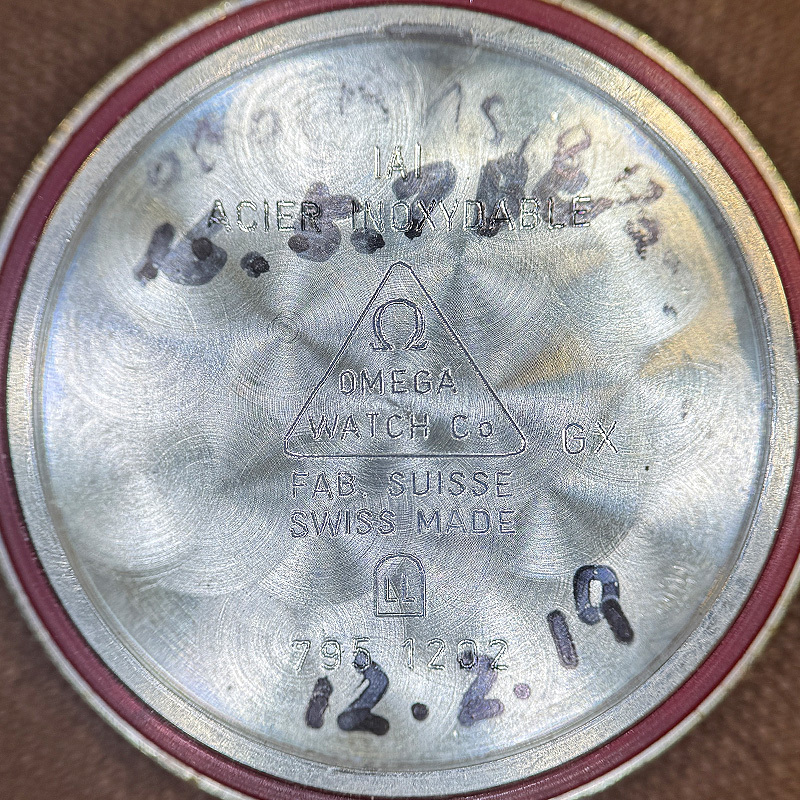 IAI
ACIER INOXYDABLE
Ω
OMEGA
WATCH Co
GX
FAB. SUISSE
SWISS MADE
795 1202
12.2.19